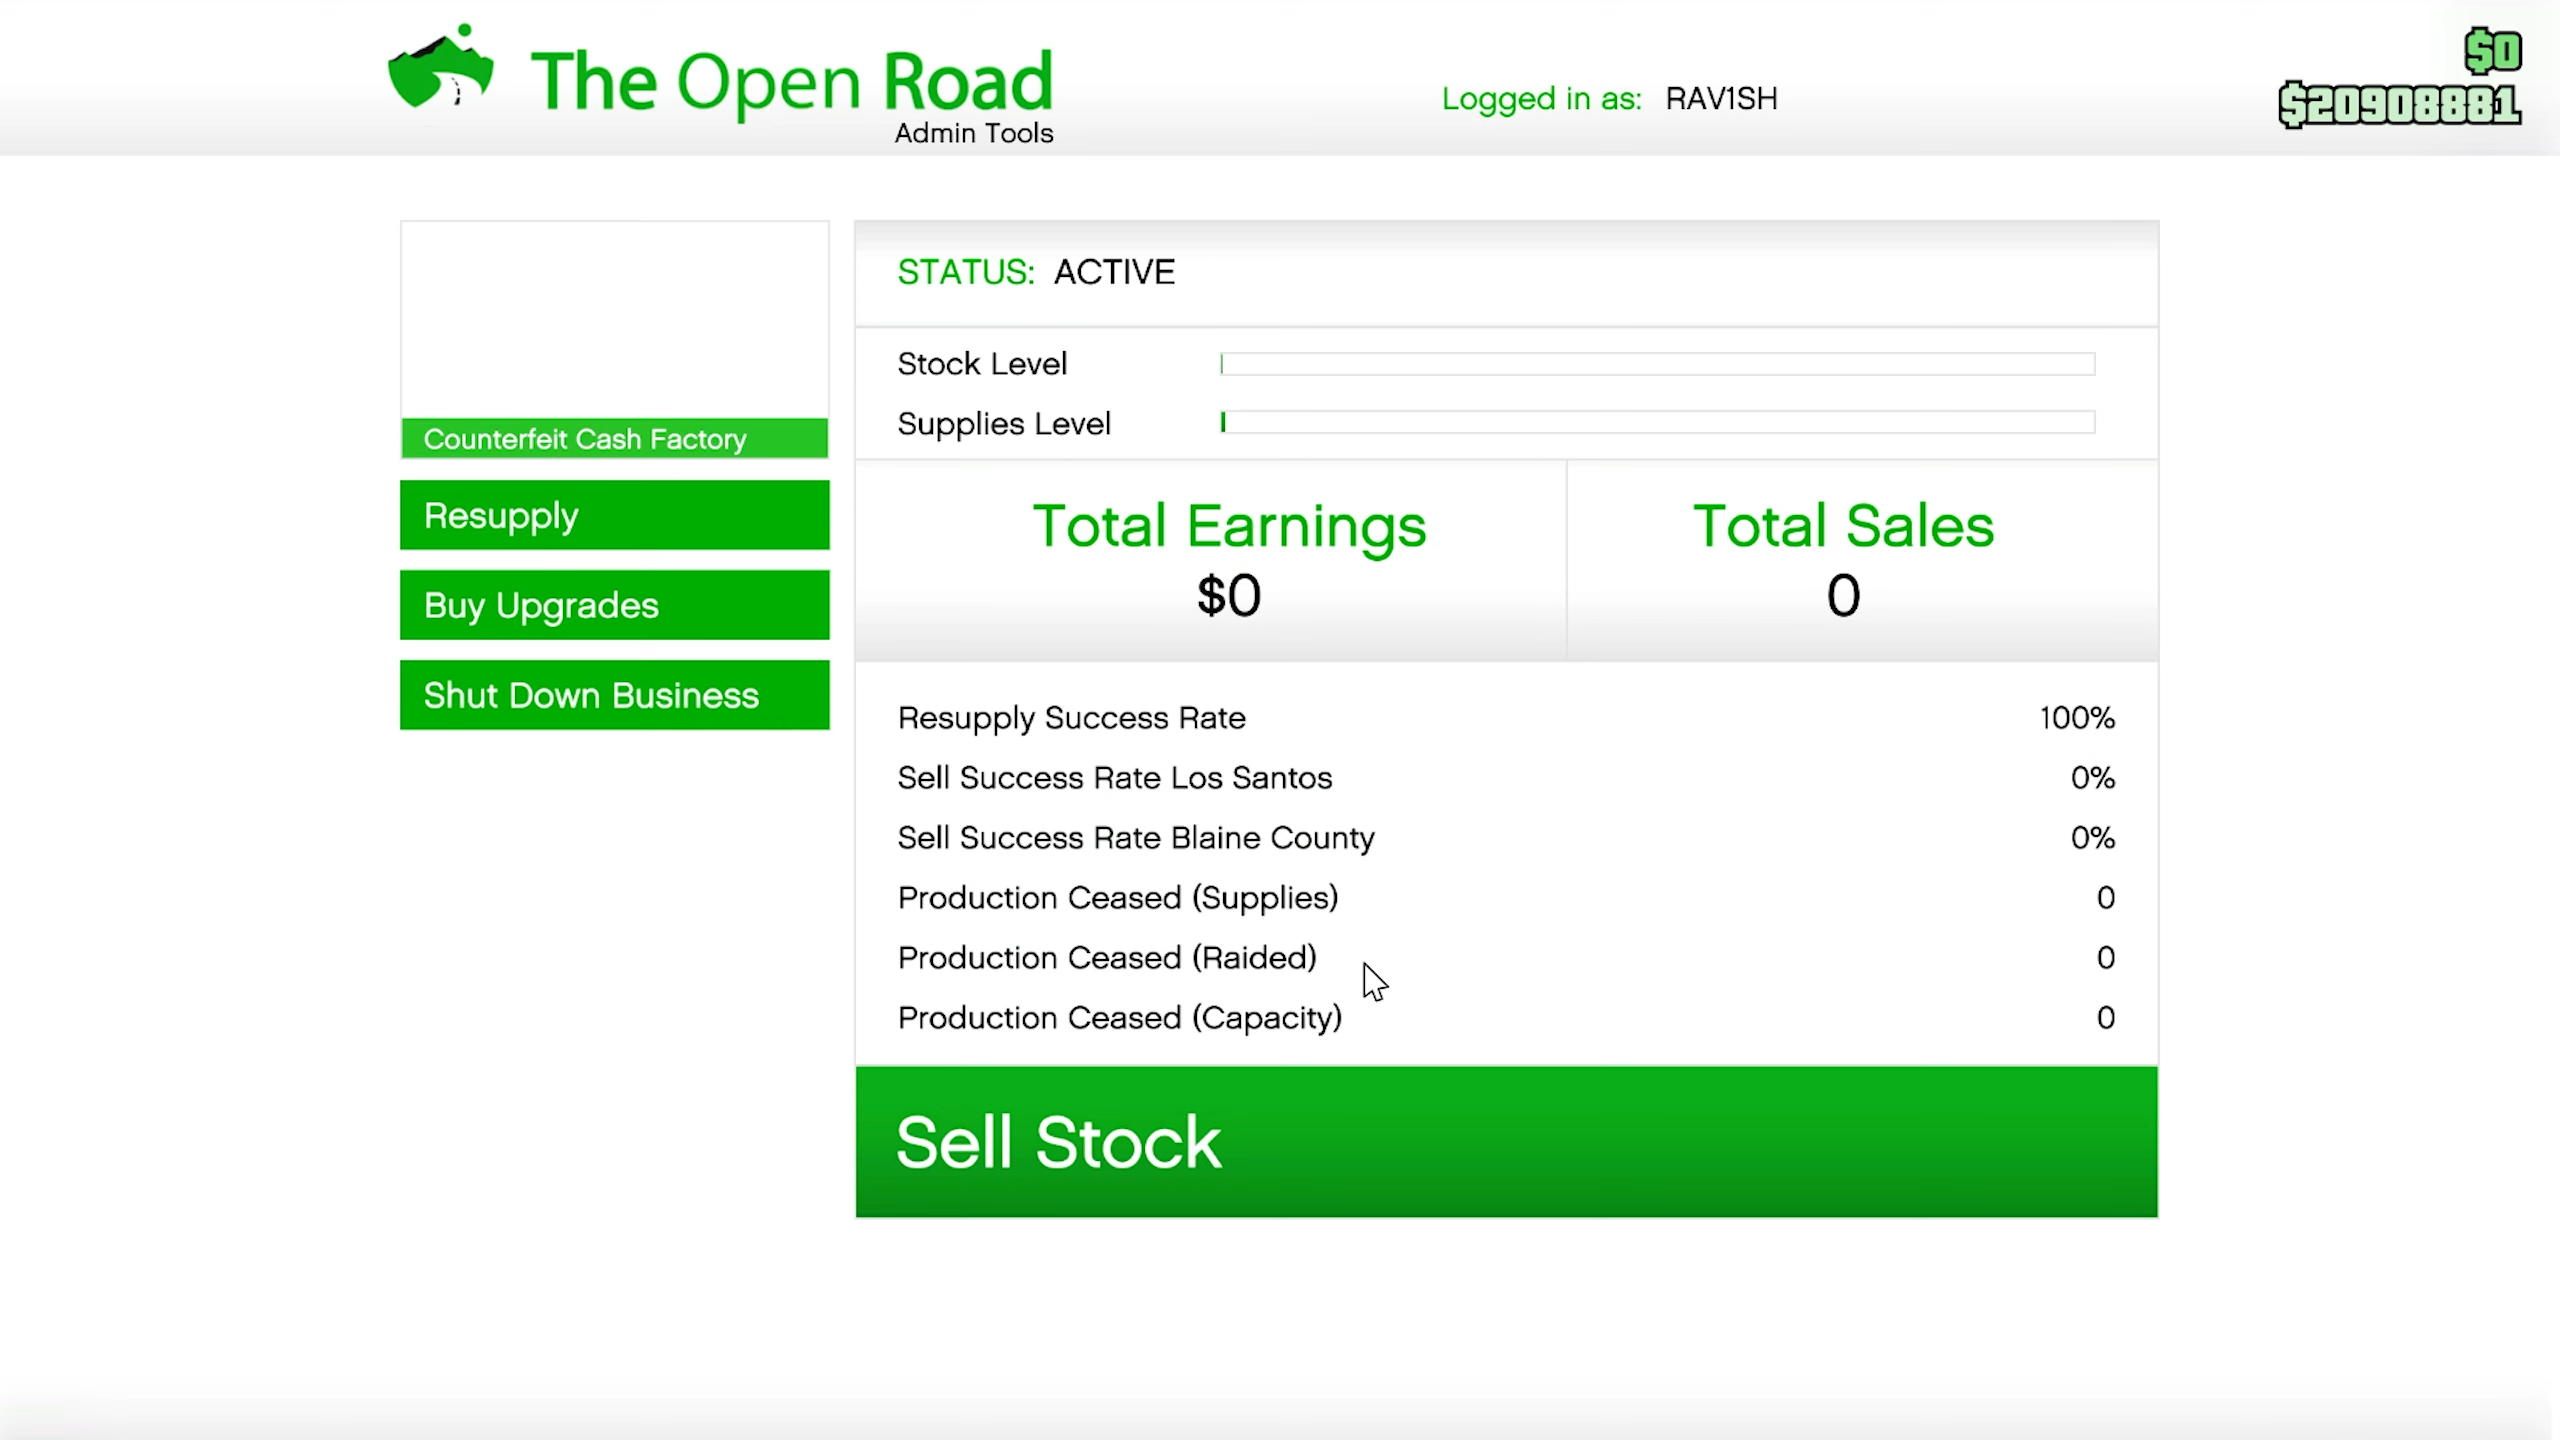 The Open Road
Admin Tools
Logged in as: RAV1SH
$0
$20908881
Counterfeit Cash Factory
Resupply
Buy Upgrades
Shut Down Business
STATUS: ACTIVE
Stock Level
Supplies Level
Total Earnings
$0
Total Sales
0
Resupply Success Rate 100%
Sell Success Rate Los Santos 0%
Sell Success Rate Blaine County 0%
Production Ceased (Supplies) 0
Production Ceased (Raided) 0
Production Ceased (Capacity) 0
Sell Stock